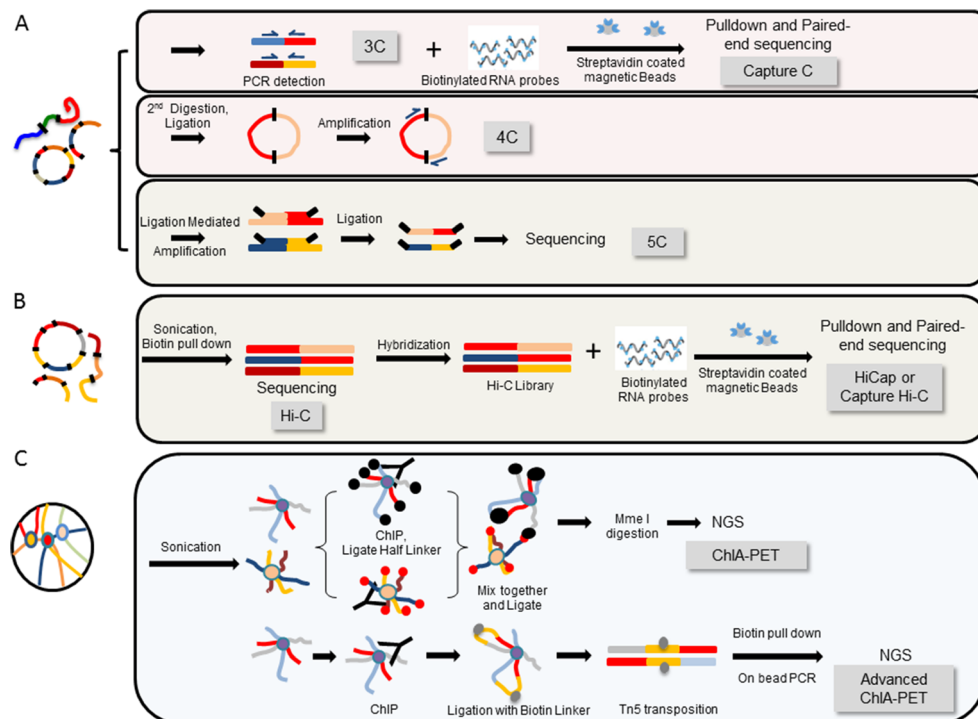 A
PCR detection
3C
+
Biotinylated RNA probes
Streptavidin coated
magnetic Beads
Pulldown and Paired-
end sequencing
Capture C
2nd Digestion,
Ligation
Amplification
4C
Ligation Mediated
Amplification
Ligation
Sequencing
5C
B
Sonication,
Biotin pull down
Sequencing
Hi-C
Hybridization
Hi-C Library
+
Biotinylated
RNA probes
Streptavidin coated
magnetic Beads
Pulldown and Paired-
end sequencing
HiCap or
Capture Hi-C
C
Sonication
ChIP,
Ligate Half Linker
Mix together
and Ligate
Mme I
digestion
NGS
ChIA-PET
ChIP
Ligation with Biotin Linker
Tn5 transposition
Biotin pull down
On bead PCR
NGS
Advanced
ChIA-PET